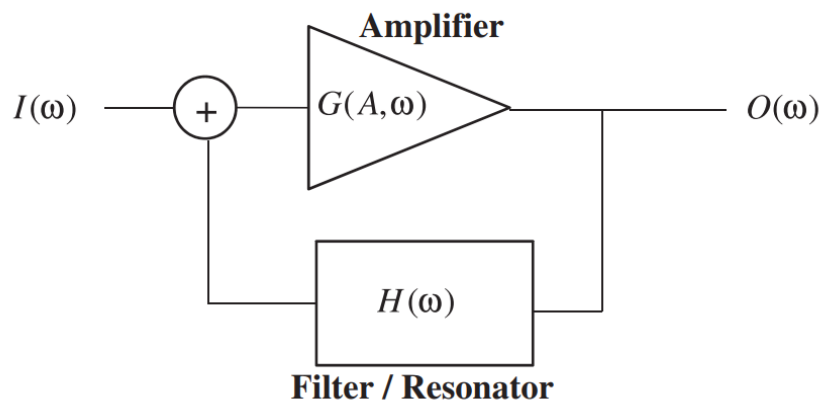 Amplifier
I(ω)
+
G(A,ω)
O(ω)
H(ω)
Filter / Resonator